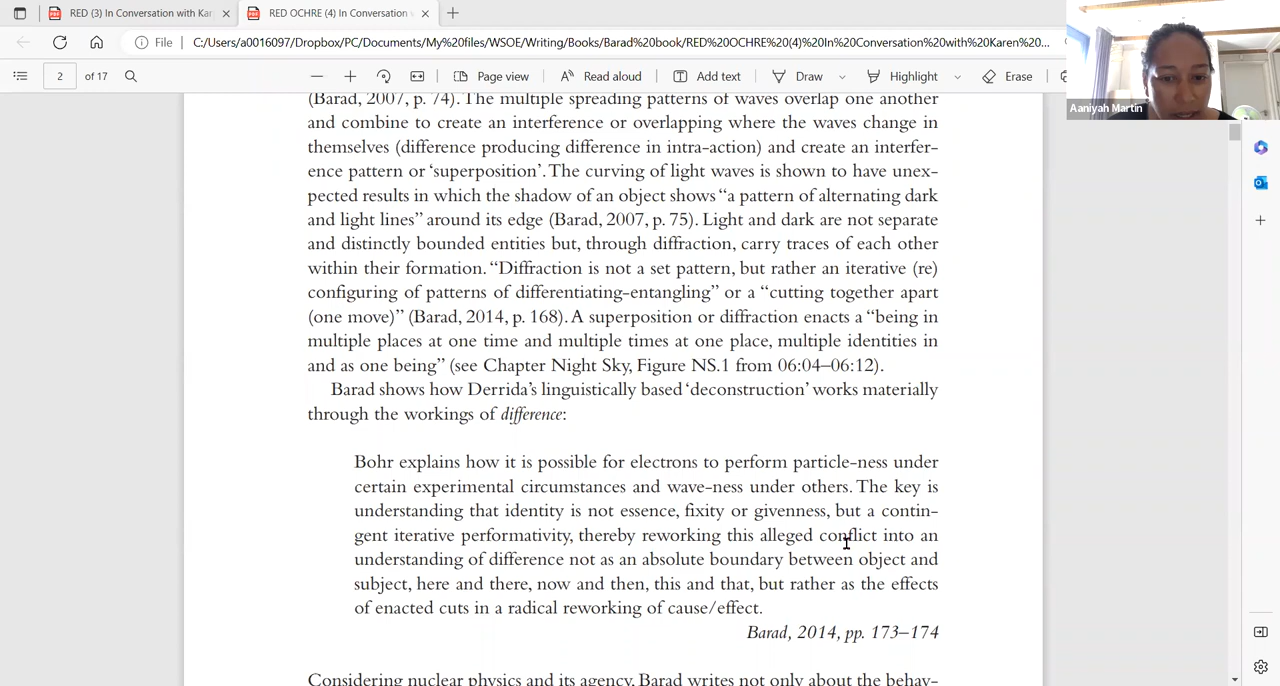 RED (3) In Conversation with Kar
RED OCHRE (4) In Conversation w
File
C:/Users/a0016097/Dropbox/PC/Documents/My%20files/WSOE/Writing/Books/Barad%20book/RED%20OCHRE%20(4)%20In%20Conversation%20with%20Karen%20...
2 of 17
Page view
Read aloud
Add text
Draw
Highlight
Erase
Aaniyah Martin
(Barad, 2007, p. 74). The multiple spreading patterns of waves overlap one another
and combine to create an interference or overlapping where the waves change in
themselves (difference producing difference in intra-action) and create an interfer-
ence pattern or ‘superposition’. The curving of light waves is shown to have unex-
pected results in which the shadow of an object shows “a pattern of alternating dark
and light lines” around its edge (Barad, 2007, p. 75). Light and dark are not separate
and distinctly bounded entities but, through diffraction, carry traces of each other
within their formation. “Diffraction is not a set pattern, but rather an iterative (re)
configuring of patterns of differentiating-entangling” or a “cutting together apart
(one move)” (Barad, 2014, p. 168). A superposition or diffraction enacts a “being in
multiple places at one time and multiple times at one place, multiple identities in
and as one being” (see Chapter Night Sky, Figure NS.1 from 06:04–06:12).
Barad shows how Derrida’s linguistically based ‘deconstruction’ works materially
through the workings of difference:
Bohr explains how it is possible for electrons to perform particle-ness under
certain experimental circumstances and wave-ness under others. The key is
understanding that identity is not essence, fixity or givenness, but a contin-
gent iterative performativity, thereby reworking this alleged conflict into an
understanding of difference not as an absolute boundary between object and
subject, here and there, now and then, this and that, but rather as the effects
of enacted cuts in a radical reworking of cause/effect.
Barad, 2014, pp. 173–174
Considering nuclear physics and its agency, Barad writes not only about the behav-